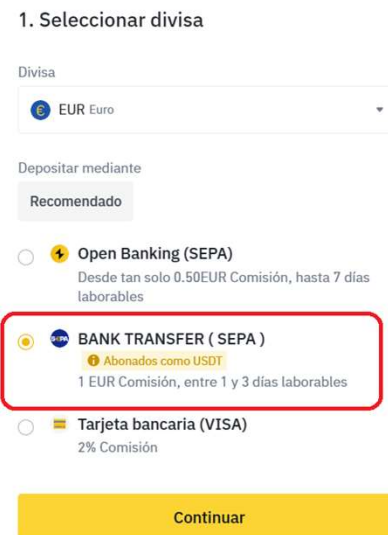 1. Seleccionar divisa
Divisa
€ EUR Euro
Depositar mediante
Recomendado
Open Banking (SEPA)
Desde tan solo 0.50EUR Comisión, hasta 7 días
laborables
SEPA BANK TRANSFER ( SEPA )
Abonados como USDT
1 EUR Comisión, entre 1 y 3 días laborables
Tarjeta bancaria (VISA)
2% Comisión
Continuar